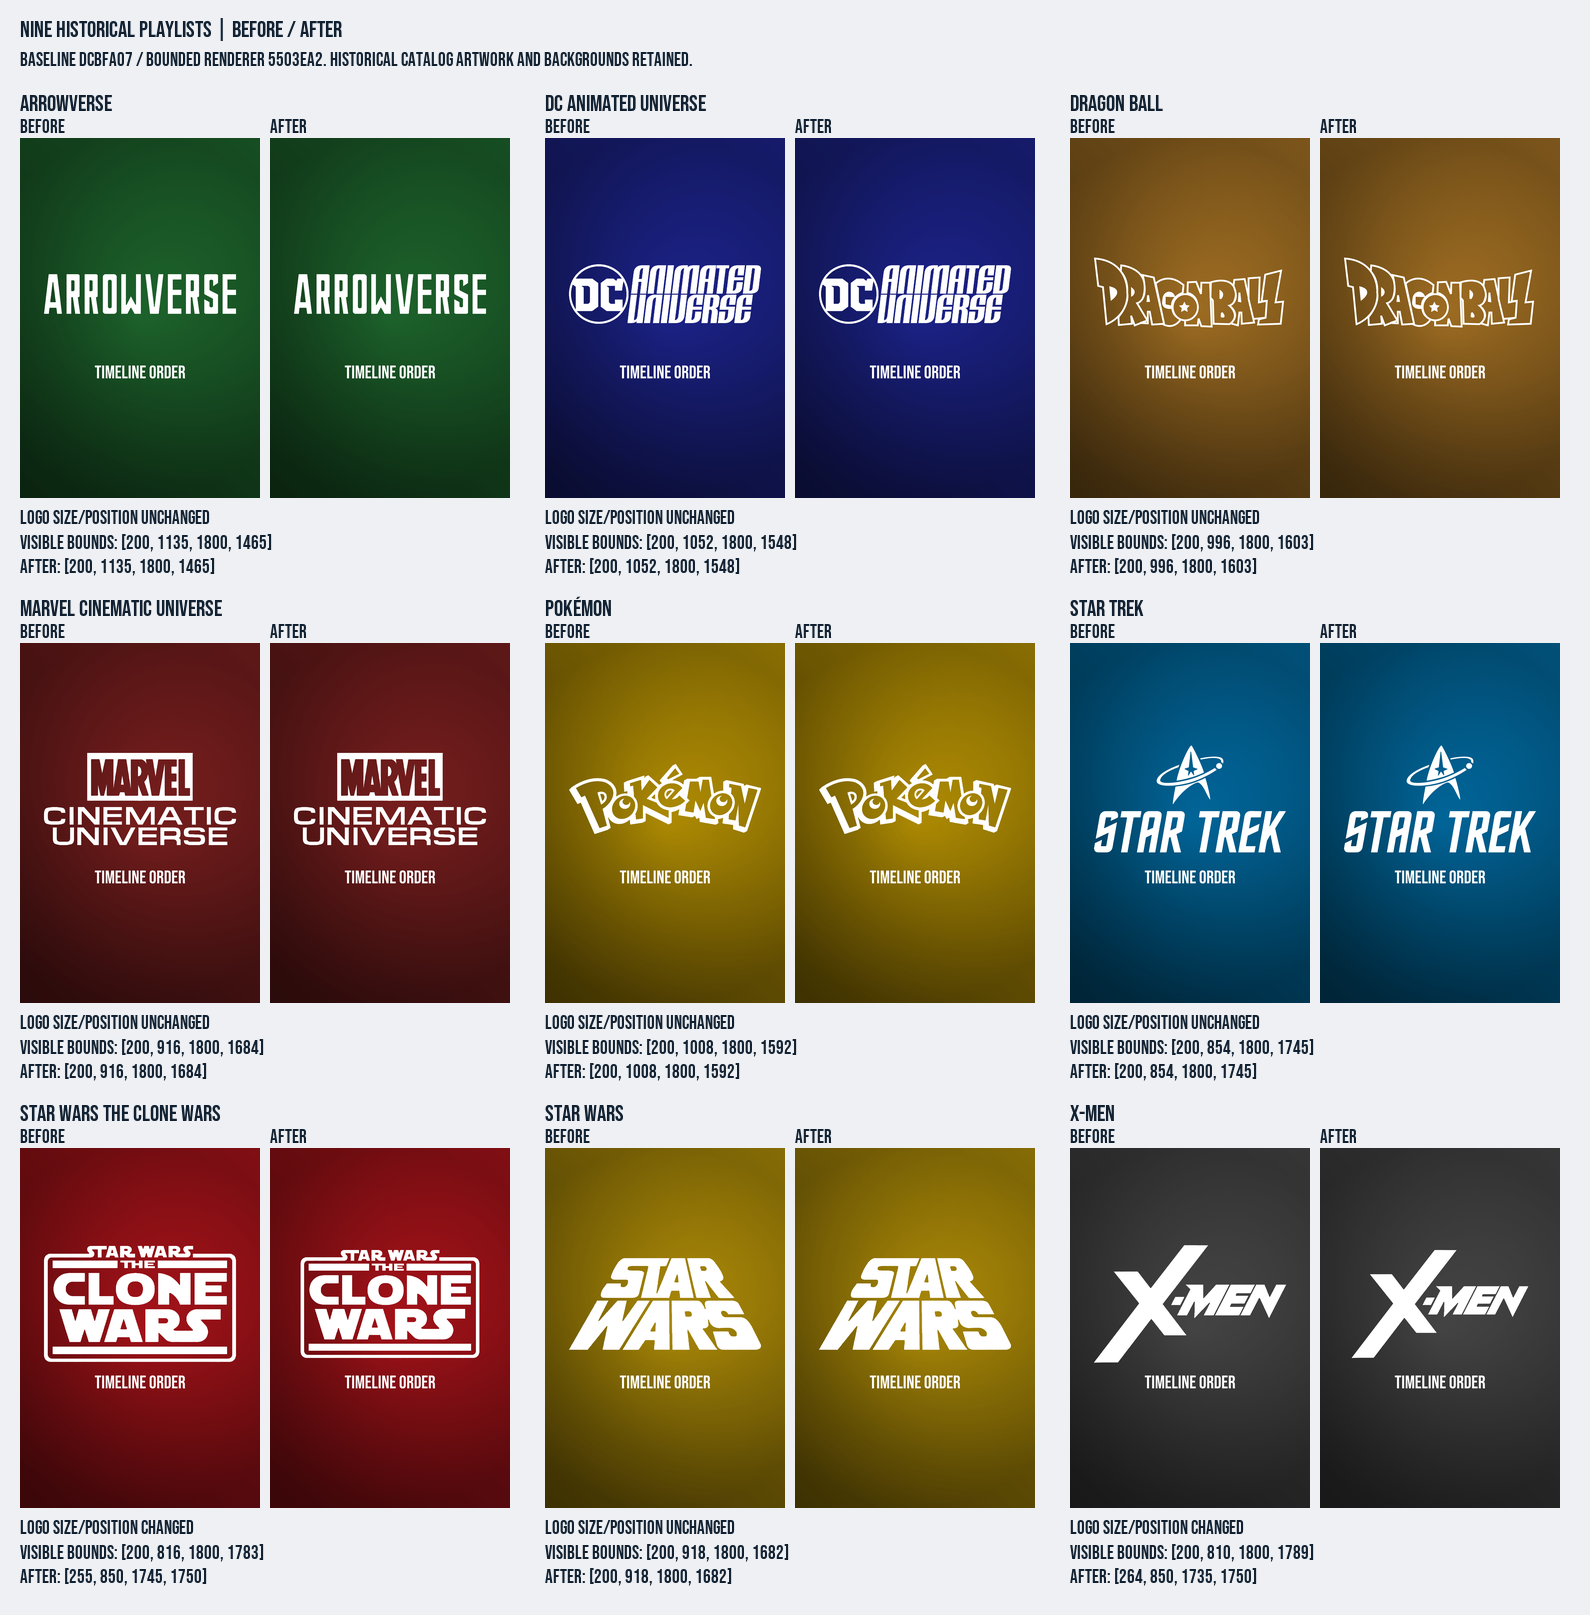 NINE HISTORICAL PLAYLISTS | BEFORE / AFTER
BASELINE DCBFA07 / BOUNDED RENDERER 5503EA2. HISTORICAL CATALOG ARTWORK AND BACKGROUNDS RETAINED.
ARROWVERSE
BEFORE
AFTER
ARROWVERSE
TIMELINE ORDER
ARROWVERSE
TIMELINE ORDER
LOGO SIZE/POSITION UNCHANGED
VISIBLE BOUNDS: [200, 1135, 1800, 1465]
AFTER: [200, 1135, 1800, 1465]
DC ANIMATED UNIVERSE
BEFORE
AFTER
DC ANIMATED
UNIVERSE
TIMELINE ORDER
DC ANIMATED
UNIVERSE
TIMELINE ORDER
LOGO SIZE/POSITION UNCHANGED
VISIBLE BOUNDS: [200, 1052, 1800, 1548]
AFTER: [200, 1052, 1800, 1548]
DRAGON BALL
BEFORE
AFTER
DRAGONBALL
TIMELINE ORDER
DRAGONBALL
TIMELINE ORDER
LOGO SIZE/POSITION UNCHANGED
VISIBLE BOUNDS: [200, 996, 1800, 1603]
AFTER: [200, 996, 1800, 1603]
MARVEL CINEMATIC UNIVERSE
BEFORE
AFTER
MARVEL
CINEMATIC
UNIVERSE
TIMELINE ORDER
MARVEL
CINEMATIC
UNIVERSE
TIMELINE ORDER
LOGO SIZE/POSITION UNCHANGED
VISIBLE BOUNDS: [200, 916, 1800, 1684]
AFTER: [200, 916, 1800, 1684]
POKÉMON
BEFORE
AFTER
POKéMON
TIMELINE ORDER
POKéMON
TIMELINE ORDER
LOGO SIZE/POSITION UNCHANGED
VISIBLE BOUNDS: [200, 1008, 1800, 1592]
AFTER: [200, 1008, 1800, 1592]
STAR TREK
BEFORE
AFTER
STAR TREK
TIMELINE ORDER
STAR TREK
TIMELINE ORDER
LOGO SIZE/POSITION UNCHANGED
VISIBLE BOUNDS: [200, 854, 1800, 1745]
AFTER: [200, 854, 1800, 1745]
STAR WARS THE CLONE WARS
BEFORE
AFTER
STAR WARS
THE
CLONE
WARS
TIMELINE ORDER
STAR WARS
THE
CLONE
WARS
TIMELINE ORDER
LOGO SIZE/POSITION CHANGED
VISIBLE BOUNDS: [200, 816, 1800, 1783]
AFTER: [255, 850, 1745, 1750]
STAR WARS
BEFORE
AFTER
STAR
WARS
TIMELINE ORDER
STAR
WARS
TIMELINE ORDER
LOGO SIZE/POSITION UNCHANGED
VISIBLE BOUNDS: [200, 918, 1800, 1682]
AFTER: [200, 918, 1800, 1682]
X-MEN
BEFORE
AFTER
X-MEN
TIMELINE ORDER
X-MEN
TIMELINE ORDER
LOGO SIZE/POSITION CHANGED
VISIBLE BOUNDS: [200, 810, 1800, 1789]
AFTER: [264, 850, 1735, 1750]